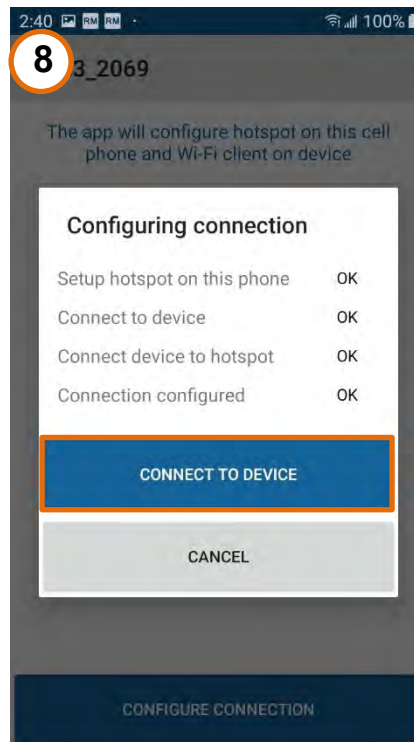 2:40 RM RM · 100%
8 3_2069
The app will configure hotspot on this cell
phone and Wi-Fi client on device
Configuring connection
Setup hotspot on this phone OK
Connect to device OK
Connect device to hotspot OK
Connection configured OK
CONNECT TO DEVICE
CANCEL
CONFIGURE CONNECTION